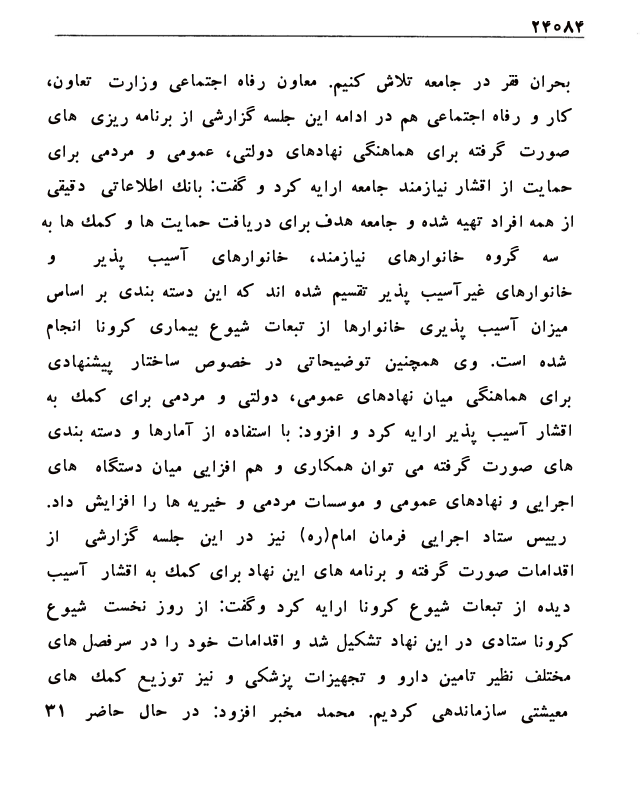 ۲۴۰۸۴
بحران فقر در جامعه تلاش کنیم. معاون رفاه اجتماعی وزارت تعاون،
کار و رفاه اجتماعی هم در ادامه این جلسه گزارشی از برنامه ریزی های
صورت گرفته برای هماهنگی نهادهای دولتی، عمومی و مردمی برای
حمایت از اقشار نیازمند جامعه ارایه کرد و گفت: بانك اطلاعاتی دقیقی
از همه افراد تهیه شده و جامعه هدف برای دریافت حمایت ها و کمك ها به
سه گروه خانوارهای نیازمند، خانوارهای آسیب پذیر و
خانوارهای غیرآسیب پذیر تقسیم شده اند که این دسته بندی بر اساس
میزان آسیب پذیری خانوارها از تبعات شیوع بیماری کرونا انجام
شده است. وی همچنین توضیحاتی در خصوص ساختار پیشنهادی
برای هماهنگی میان نهادهای عمومی، دولتی و مردمی برای کمك به
اقشار آسیب پذیر ارایه کرد و افزود: با استفاده از آمارها و دسته بندی
های صورت گرفته می توان همکاری و هم افزایی میان دستگاه های
اجرایی و نهادهای عمومی و موسسات مردمی و خیریه ها را افزایش داد.
رییس ستاد اجرایی فرمان امام(ره) نیز در این جلسه گزارشی از
اقدامات صورت گرفته و برنامه های این نهاد برای کمك به اقشار آسیب
دیده از تبعات شیوع کرونا ارایه کرد وگفت: از روز نخست شیوع
کرونا ستادی در این نهاد تشکیل شد و اقدامات خود را در سرفصل های
مختلف نظیر تامین دارو و تجهیزات پزشکی و نیز توزیع کمك های
معیشتی سازماندهی کردیم. محمد مخبر افزود: در حال حاضر ۳۱